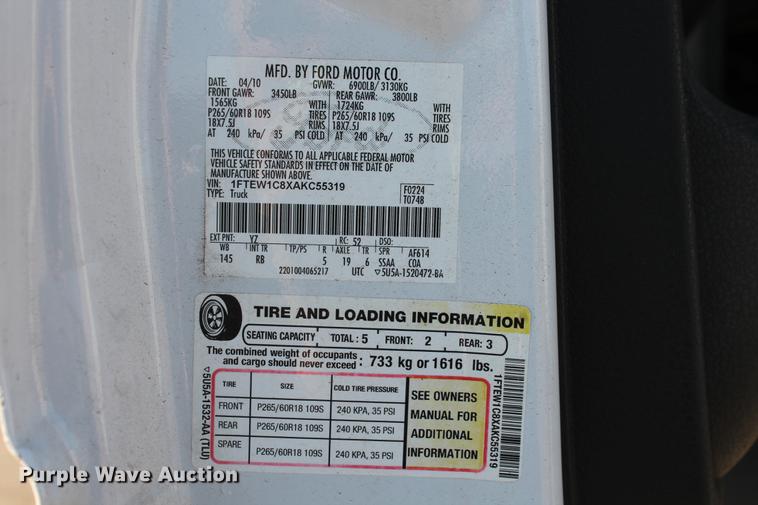 MFD. BY FORD MOTOR CO.
DATE: 04/10 GVWR: 6900LB/ 3130KG
FRONT GAWR: 3450LB REAR GAWR: 3800LB
1565KG WITH 1724KG WITH
P265/60R18 109S TIRES P265/60R18 109S TIRES
18X7.5J RIMS 18X7.5J RIMS
AT 240 kPa/ 35 PSI COLD AT 240 kPa/ 35 PSI COLD
THIS VEHICLE CONFORMS TO ALL APPLICABLE FEDERAL MOTOR
VEHICLE SAFETY STANDARDS IN EFFECT ON THE DATE OF
MANUFACTURE SHOWN ABOVE.
VIN: 1FTEW1C8XAKC55319 F0224
TYPE: Truck T0748
EXT PNT: YZ RC: 52 DSO:
WB INT TR TP/PS R AXLE TR SPR AF614
145 RB 5 19 6 SSAA
2201004065217 UTC ▽5U5A-1520472-BA
TIRE AND LOADING INFORMATION
SEATING CAPACITY TOTAL: 5 FRONT: 2 REAR: 3
The combined weight of occupants
and cargo should never exceed: 733 kg or 1616 lbs.
TIRE SIZE COLD TIRE PRESSURE
FRONT P265/60R18 109S 240 KPA, 35 PSI
REAR P265/60R18 109S 240 KPA, 35 PSI
SPARE P265/60R18 109S 240 KPA, 35 PSI
SEE OWNERS
MANUAL FOR
ADDITIONAL
INFORMATION
▽5U5A-1532-AA (TLU)
1FTEW1C8XAKC55319
Purple Wave Auction